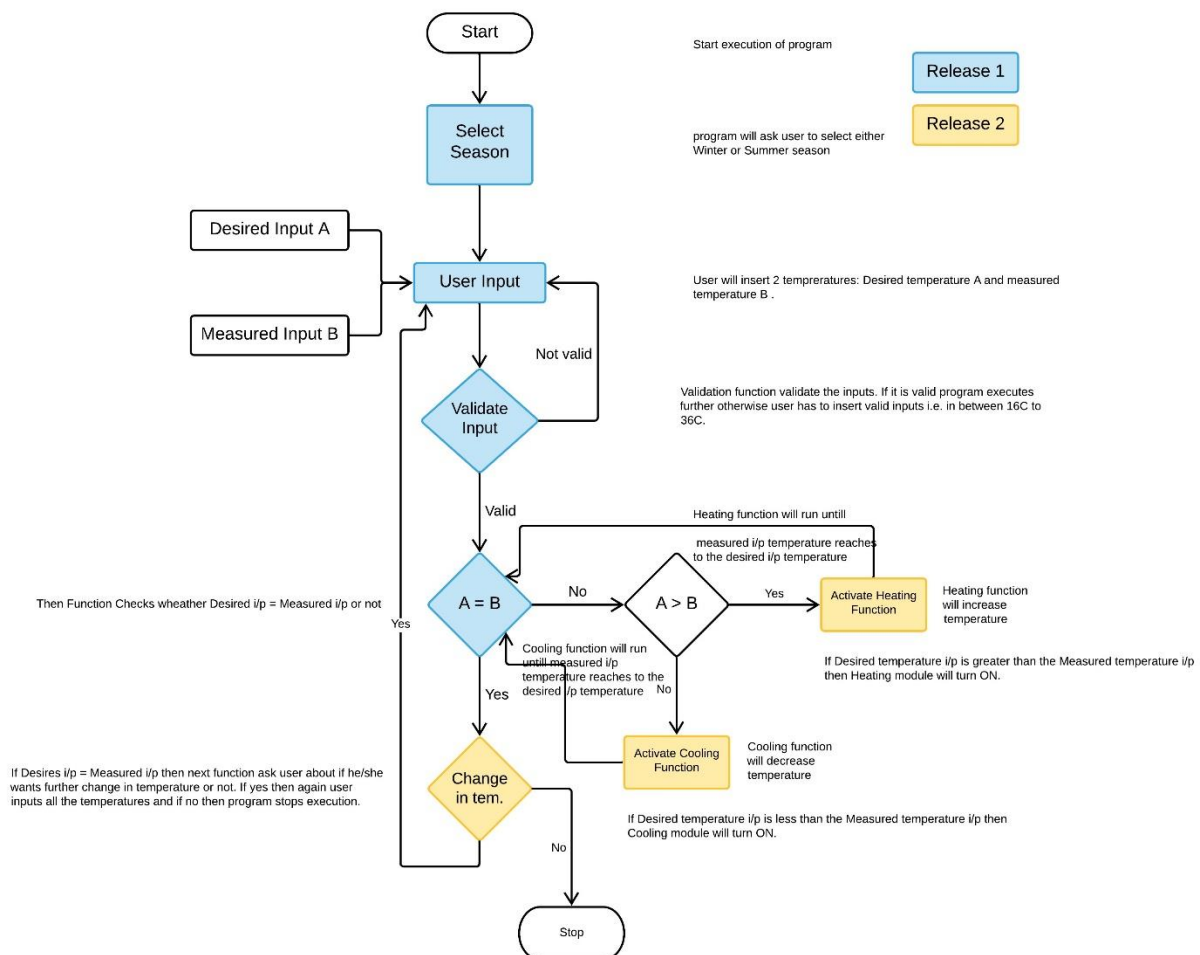 Start
Start execution of program
Release 1
Release 2
Select
Season
program will ask user to select either
Winter or Summer season
Desired Input A
User Input
User will insert 2 tempreratures: Desired temperature A and measured
temperature B .
Measured Input B
Not valid
Validate
Input
Validation function validate the inputs. If it is valid program executes
further otherwise user has to insert valid inputs i.e. in between 16C to
36C.
Valid
Heating function will run untill
measured i/p temperature reaches
to the desired i/p temperature
Then Function Checks wheather Desired i/p = Measured i/p or not
Yes
A = B
No
A > B
Yes
Activate Heating
Function
Heating function
will increase
temperature
Cooling function will run
untill measured i/p
temperature reaches to the
desired i/p temperature
If Desired temperature i/p is greater than the Measured temperature i/p
then Heating module will turn ON.
Yes
No
Activate Cooling
Function
Cooling function
will decrease
temperature
If Desires i/p = Measured i/p then next function ask user about if he/she
wants further change in temperature or not. If yes then again user
inputs all the temperatures and if no then program stops execution.
Change
in tem.
If Desired temperature i/p is less than the Measured temperature i/p then
Cooling module will turn ON.
No
Stop